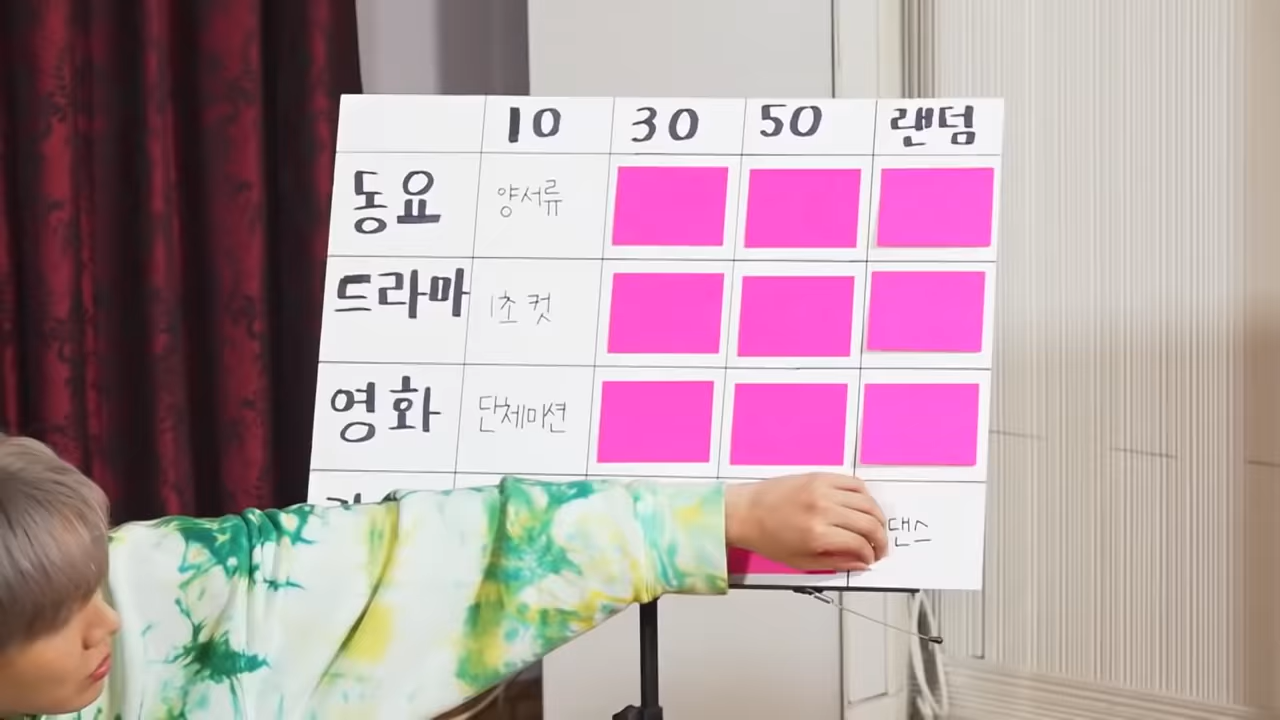 10 30 50 랜덤
동요 양서류
드라마 1초 컷
영화 단체미션
댄스